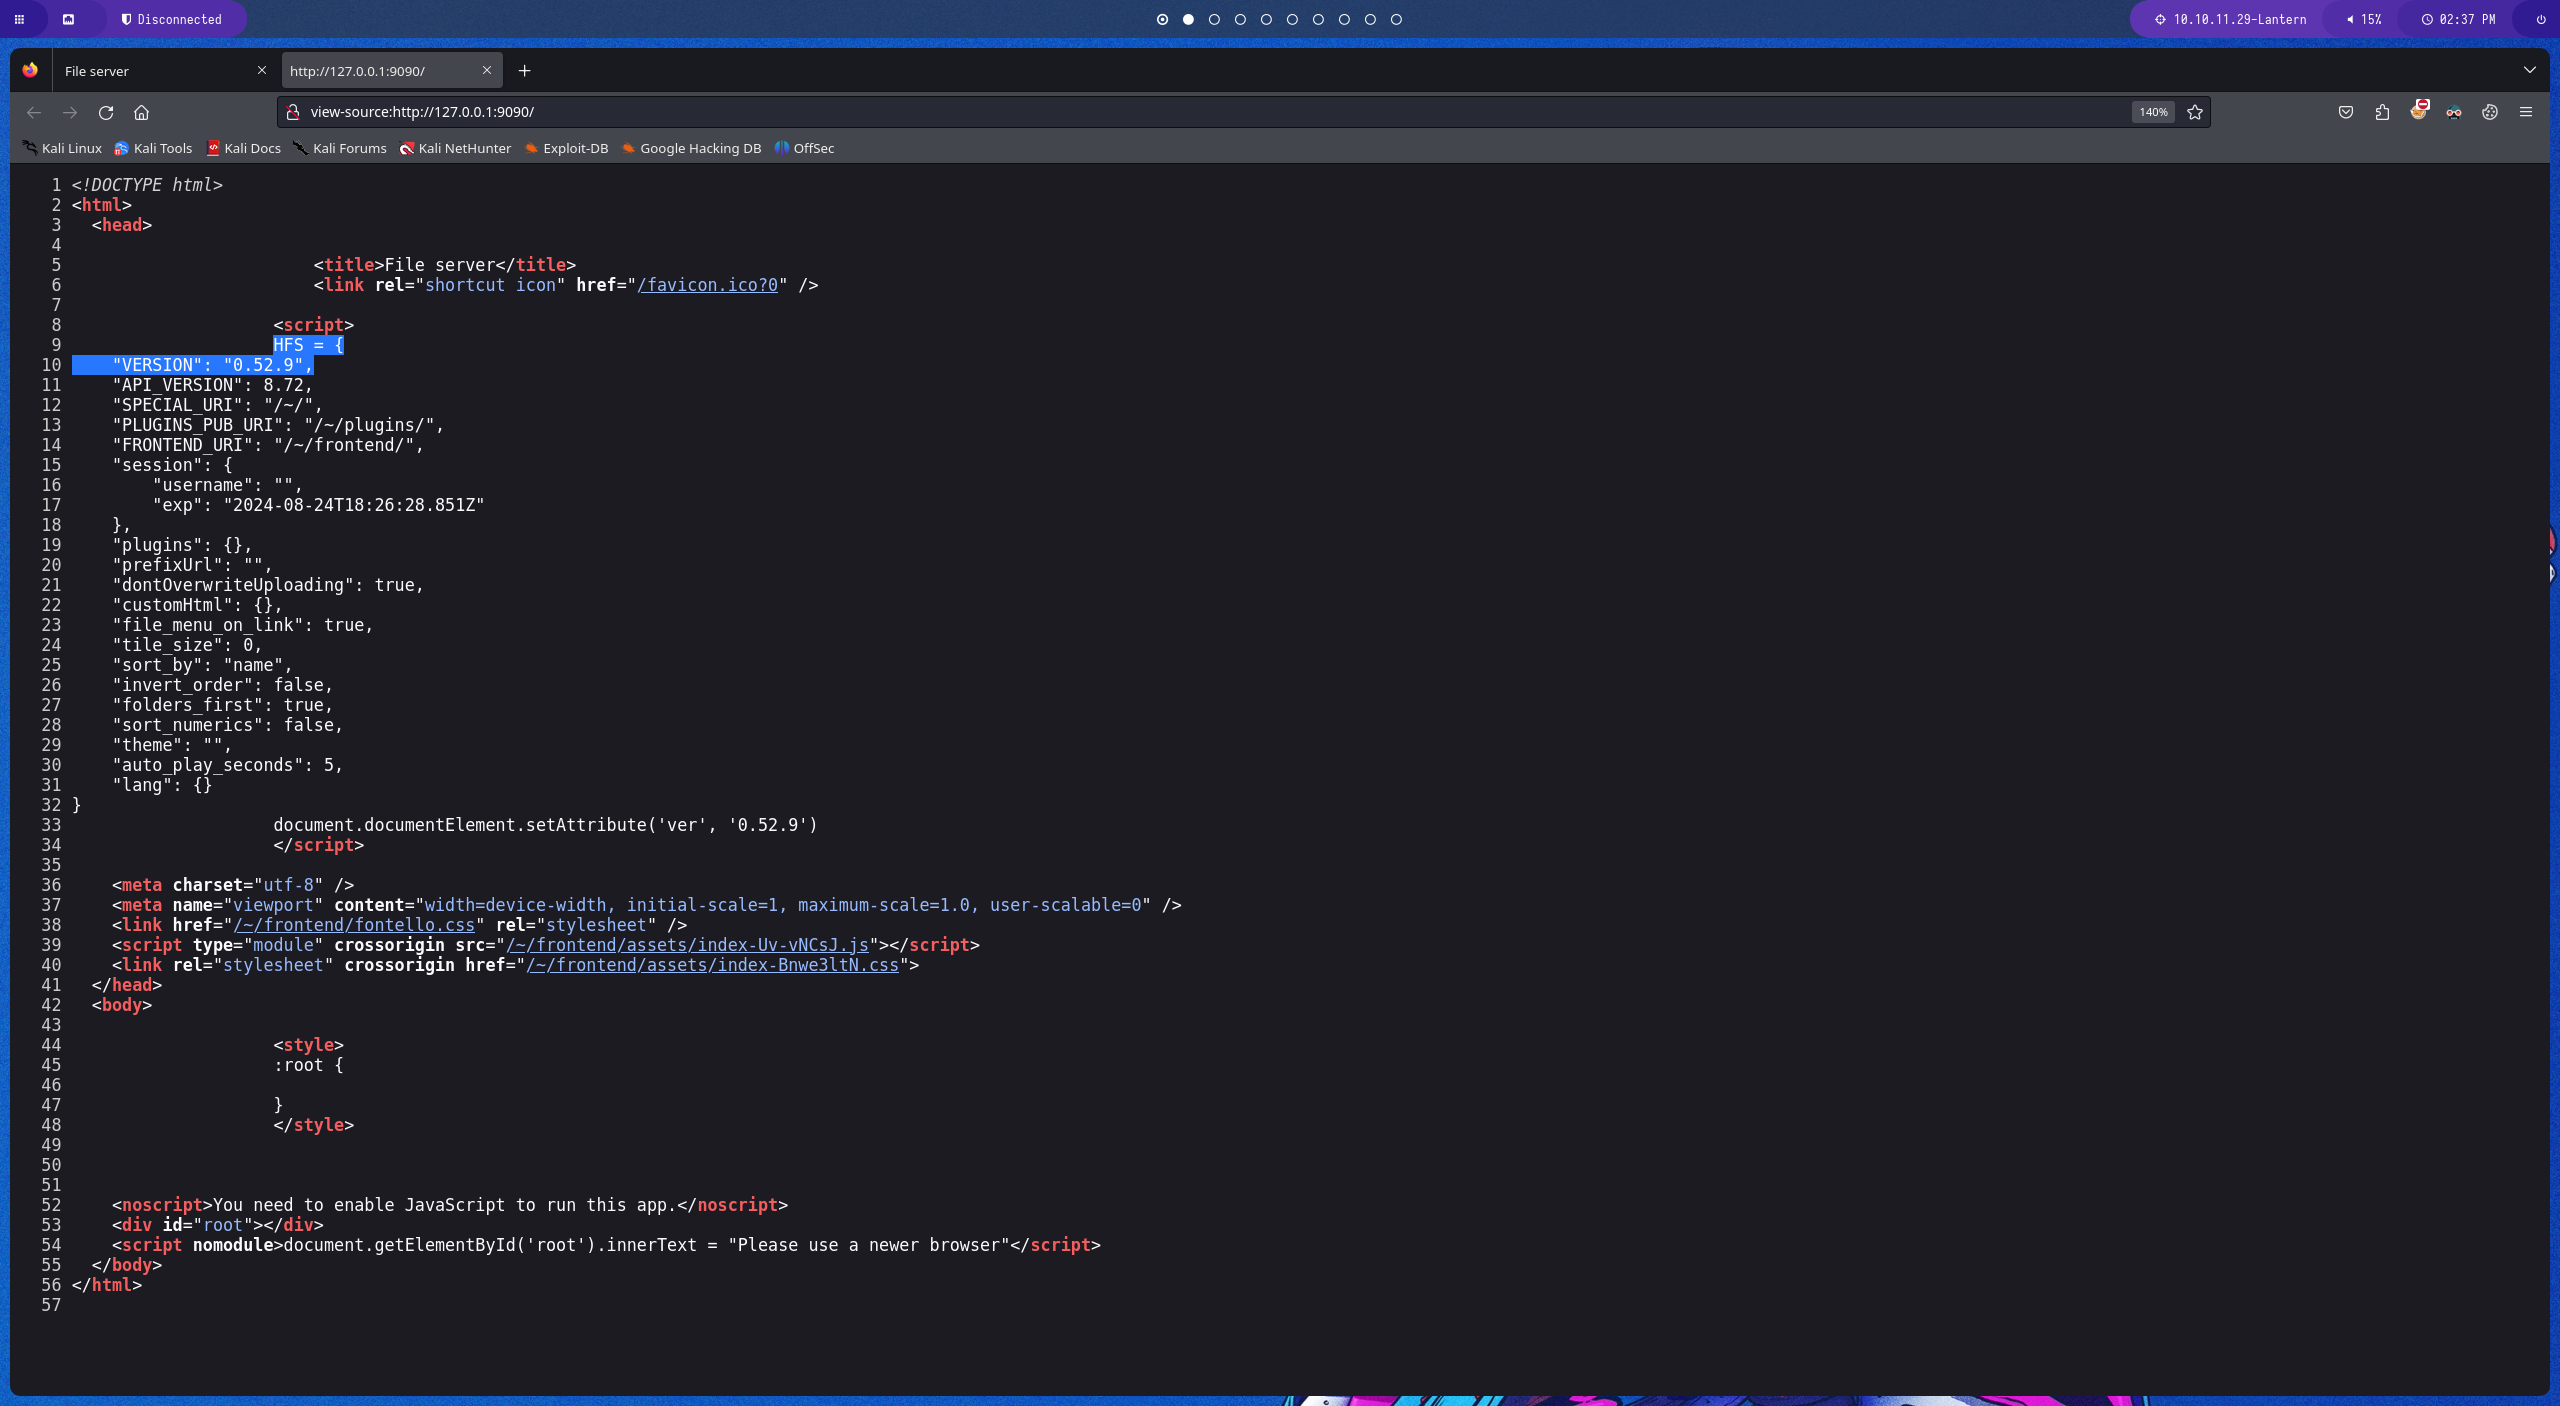 Disconnected
10.10.11.29-Lantern
15%
02:37 PM
File server
http://127.0.0.1:9090/
view-source:http://127.0.0.1:9090/
140%
Kali Linux
Kali Tools
Kali Docs
Kali Forums
Kali NetHunter
Exploit-DB
Google Hacking DB
OffSec
1 <!DOCTYPE html>
2 <html>
3   <head>
4
5                         <title>File server</title>
6                         <link rel="shortcut icon" href="/favicon.ico?0" />
7
8                     <script>
9                     HFS = {
10     "VERSION": "0.52.9",
11     "API_VERSION": 8.72,
12     "SPECIAL_URI": "/~/",
13     "PLUGINS_PUB_URI": "/~/plugins/",
14     "FRONTEND_URI": "/~/frontend/",
15     "session": {
16         "username": "",
17         "exp": "2024-08-24T18:26:28.851Z"
18     },
19     "plugins": {},
20     "prefixUrl": "",
21     "dontOverwriteUploading": true,
22     "customHtml": {},
23     "file_menu_on_link": true,
24     "tile_size": 0,
25     "sort_by": "name",
26     "invert_order": false,
27     "folders_first": true,
28     "sort_numerics": false,
29     "theme": "",
30     "auto_play_seconds": 5,
31     "lang": {}
32 }
33                     document.documentElement.setAttribute('ver', '0.52.9')
34                     </script>
35
36     <meta charset="utf-8" />
37     <meta name="viewport" content="width=device-width, initial-scale=1, maximum-scale=1.0, user-scalable=0" />
38     <link href="/~/frontend/fontello.css" rel="stylesheet" />
39     <script type="module" crossorigin src="/~/frontend/assets/index-Uv-vNCsJ.js"></script>
40     <link rel="stylesheet" crossorigin href="/~/frontend/assets/index-Bnwe3ltN.css">
41   </head>
42   <body>
43
44                     <style>
45                     :root {
46
47                     }
48                     </style>
49
50
51
52     <noscript>You need to enable JavaScript to run this app.</noscript>
53     <div id="root"></div>
54     <script nomodule>document.getElementById('root').innerText = "Please use a newer browser"</script>
55   </body>
56 </html>
57